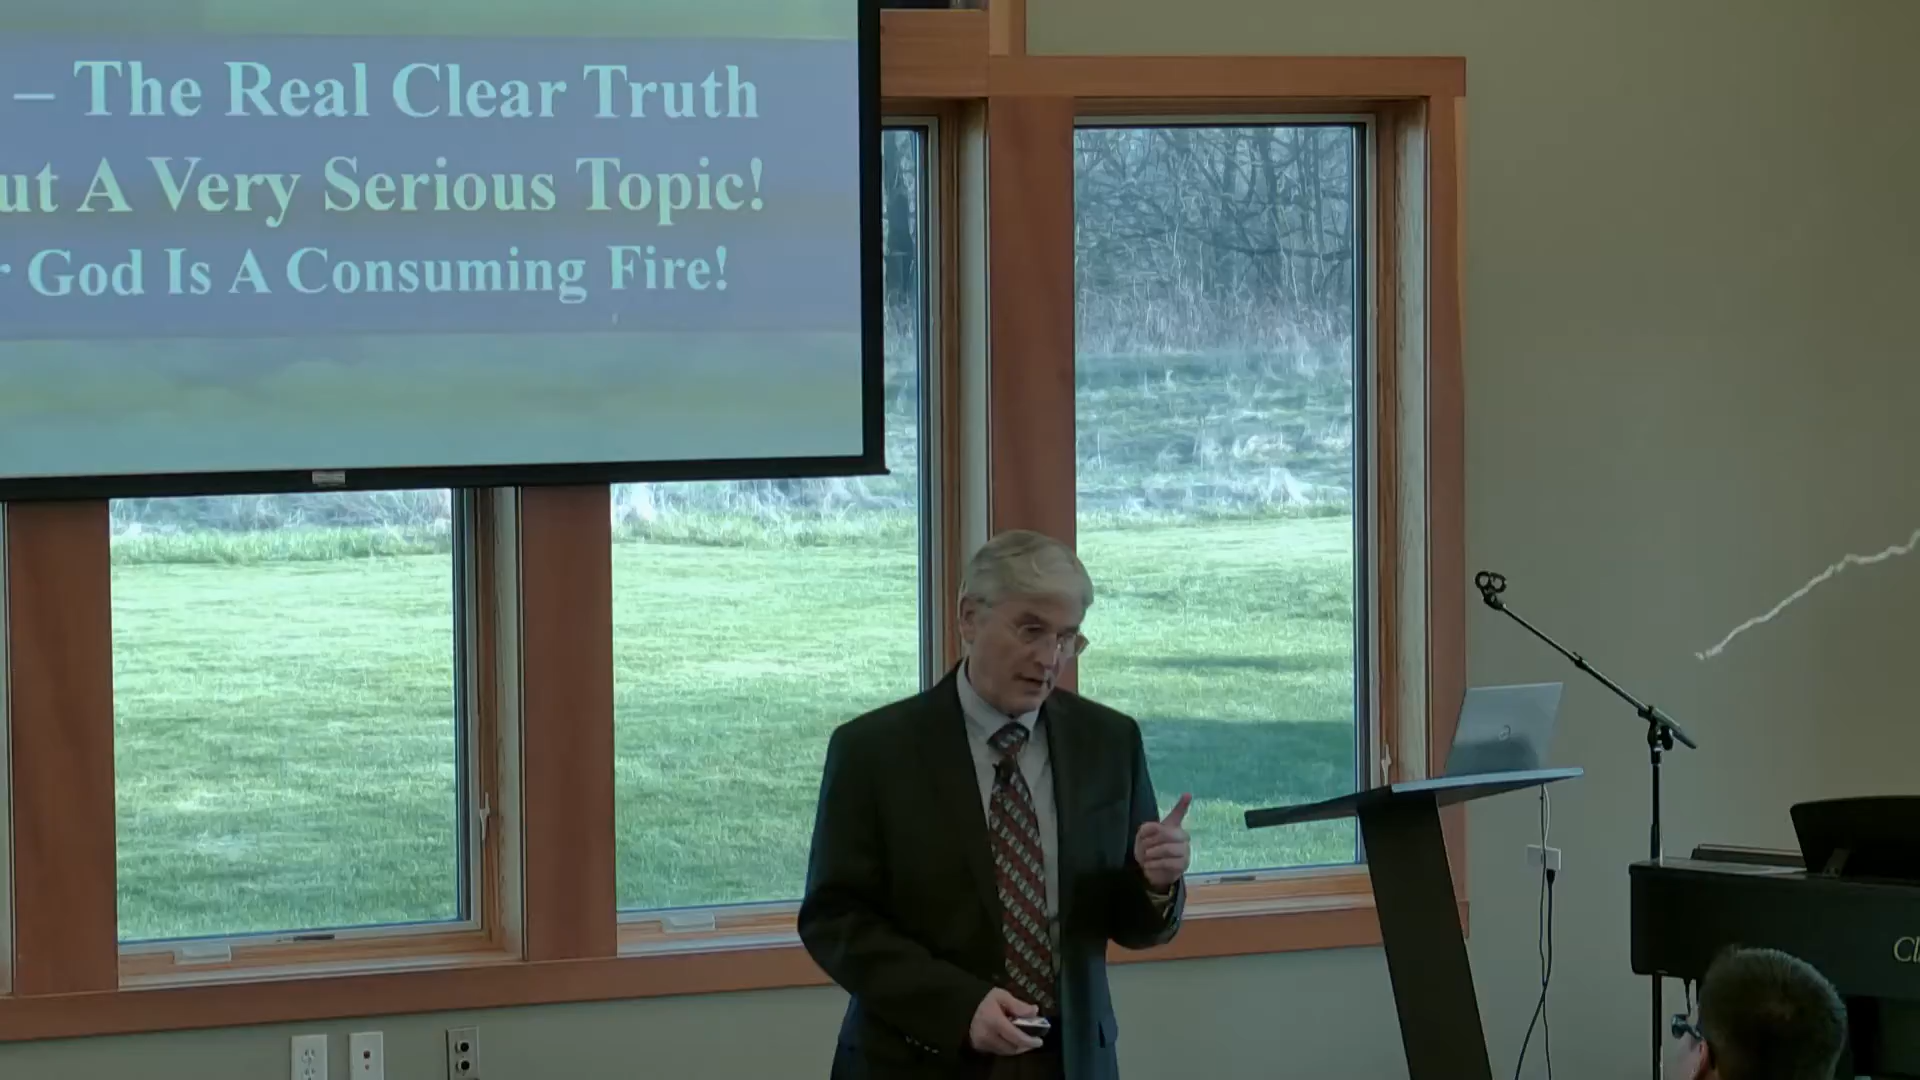 – The Real Clear Truth
ut A Very Serious Topic!
r God Is A Consuming Fire!